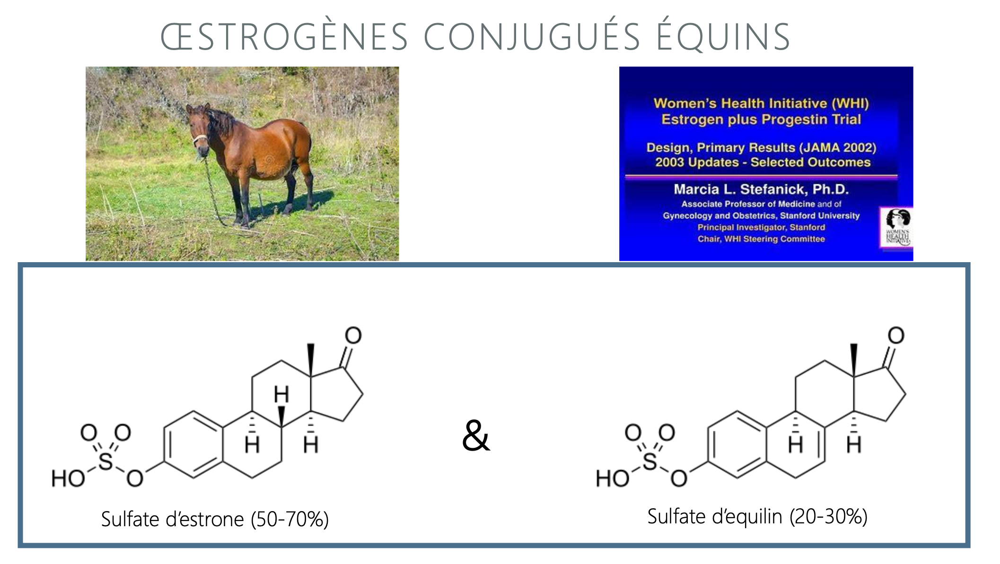 ŒSTROGÈNES CONJUGUÉS ÉQUINS
Women's Health Initiative (WHI)
Estrogen plus Progestin Trial
Design, Primary Results (JAMA 2002)
2003 Updates - Selected Outcomes
Marcia L. Stefanick, Ph.D.
Associate Professor of Medicine and of
Gynecology and Obstetrics, Stanford University
Principal Investigator, Stanford
Chair, WHI Steering Committee
WOMEN'S
HEALTH
INITIATIVE
O
H
O O
H H
S
HO O
Sulfate d'estrone (50-70%)
&
O
O O
H H
S
HO O
Sulfate d'equilin (20-30%)